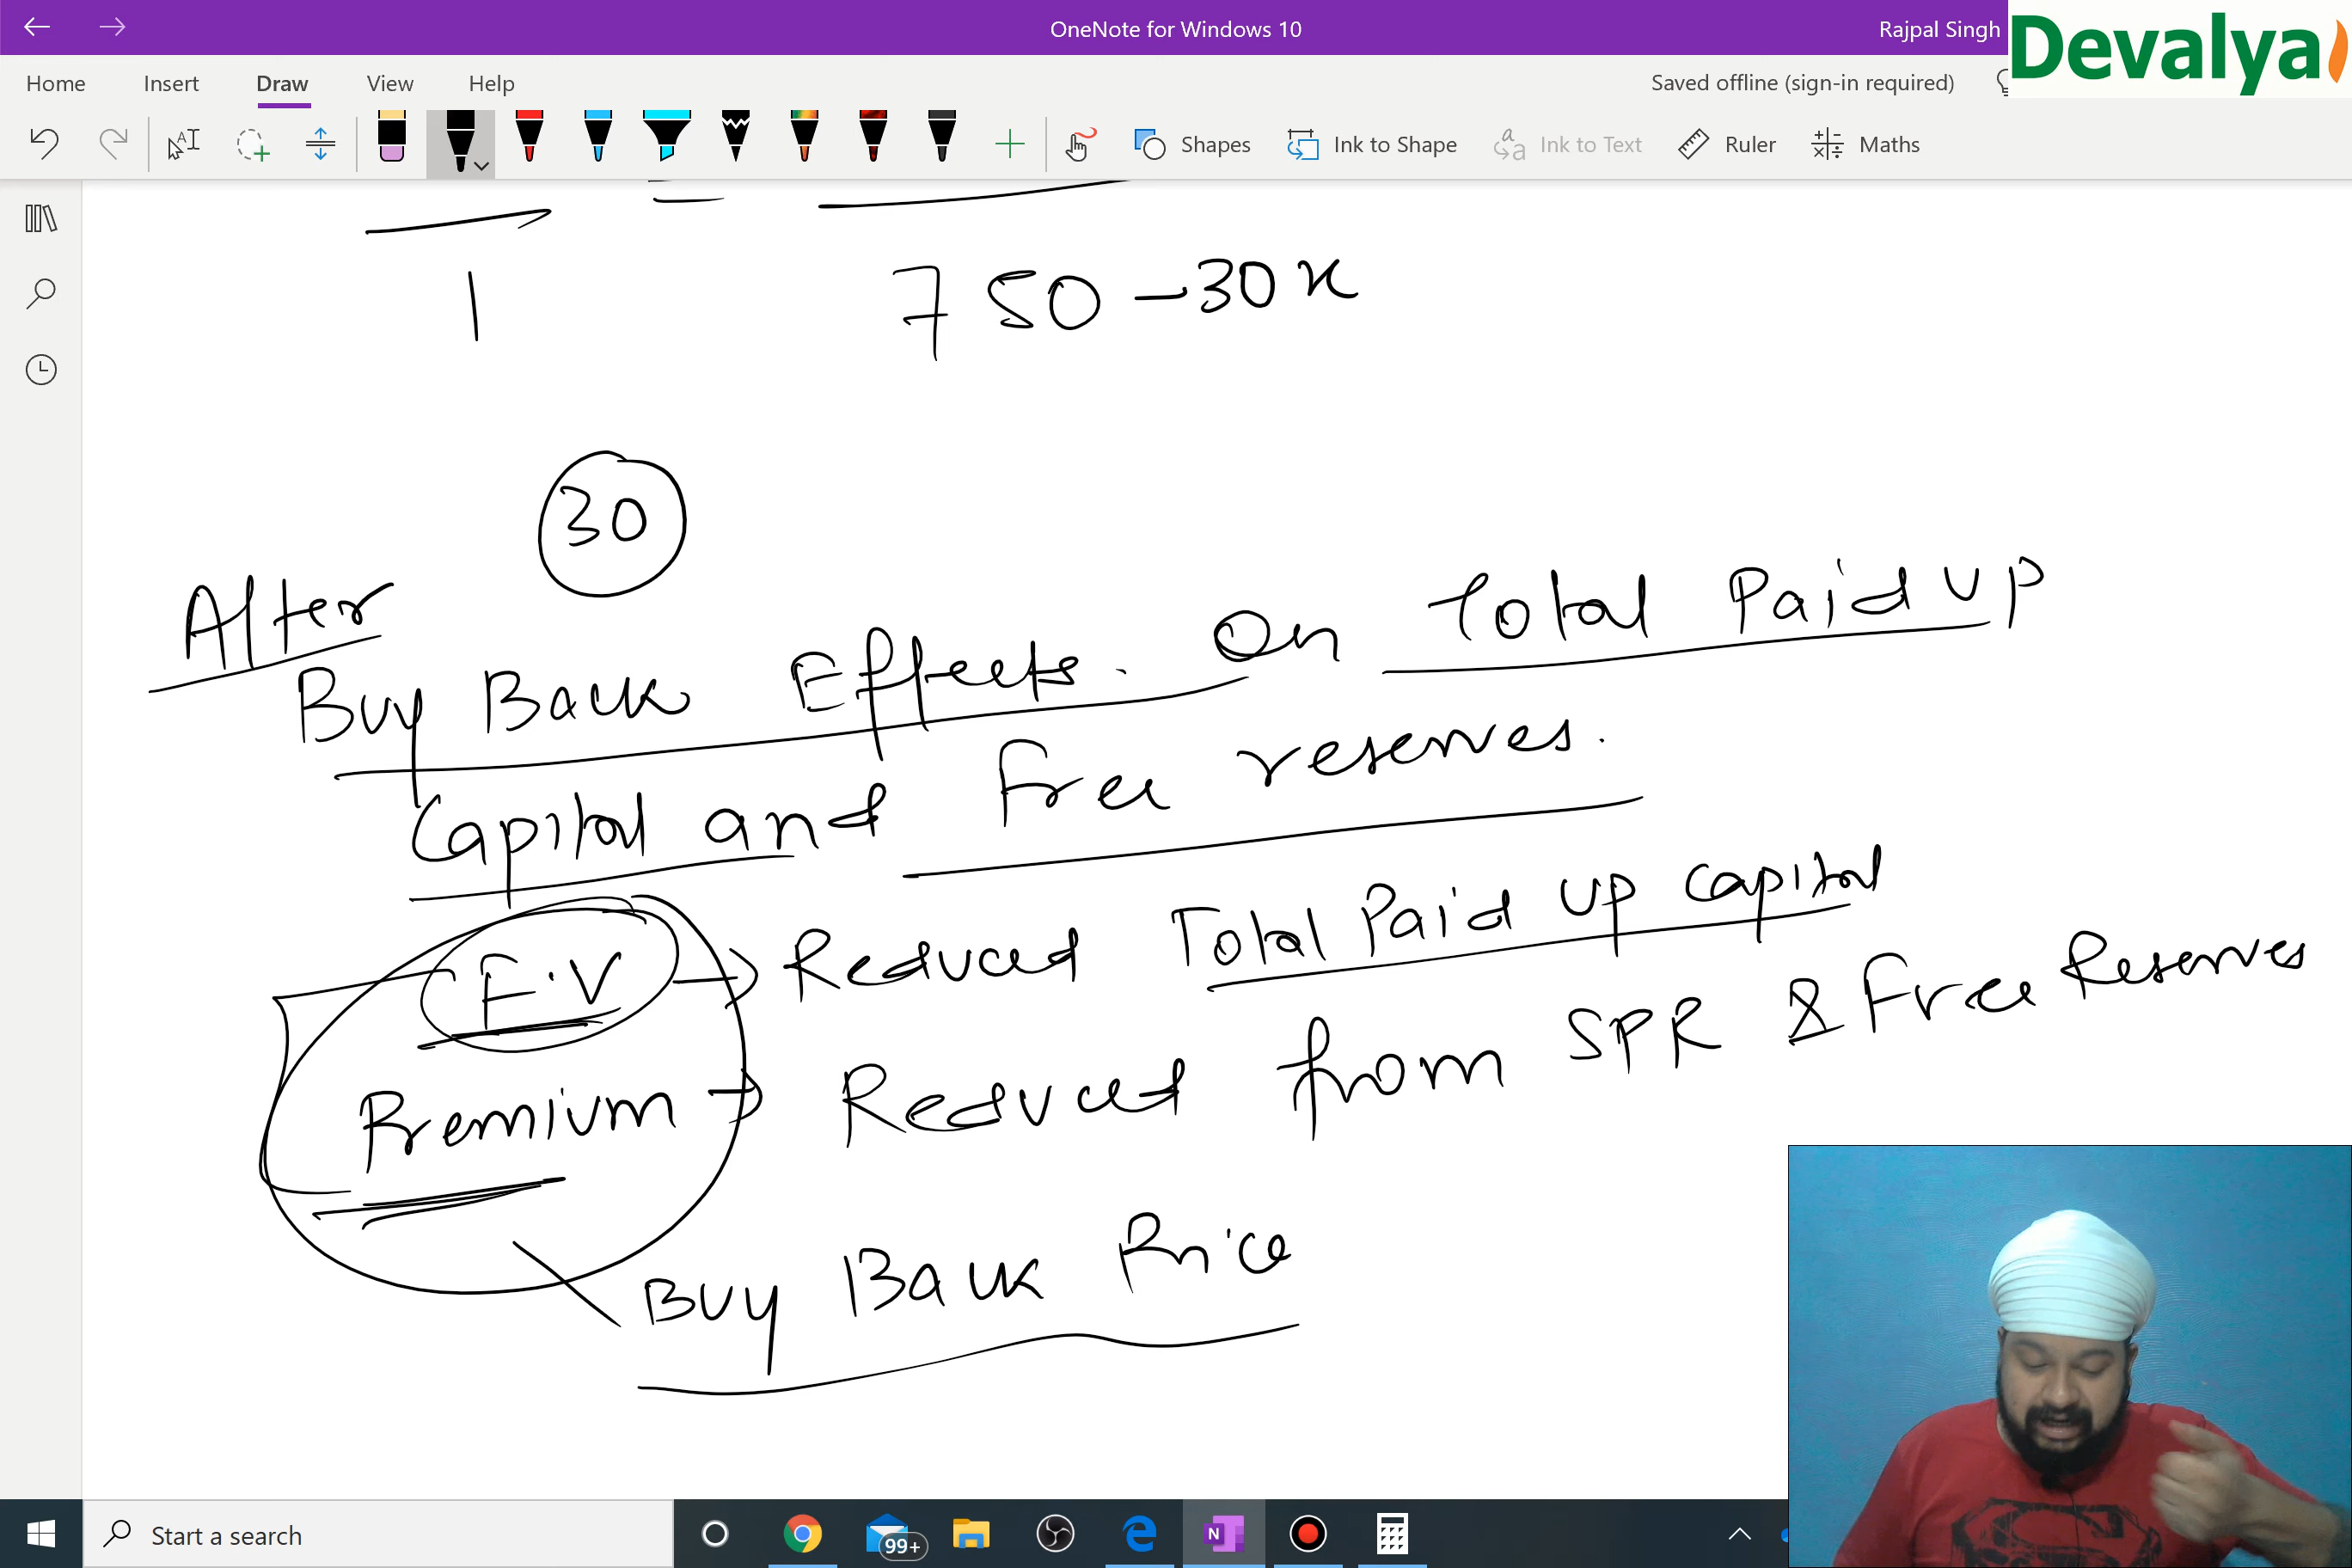 OneNote for Windows 10
Rajpal Singh
Devalya
Home Insert Draw View Help
Saved offline (sign-in required)
Shapes Ink to Shape Ink to Text Ruler Maths
1 750-30x
30
After
Buy Back Effects. On Total Paid up
Capital and Free reserves.
F.V → Reduced Total Paid up capital
Premium → Reduced from SPR & Free Reserves
Buy Back Price
Start a search
99+